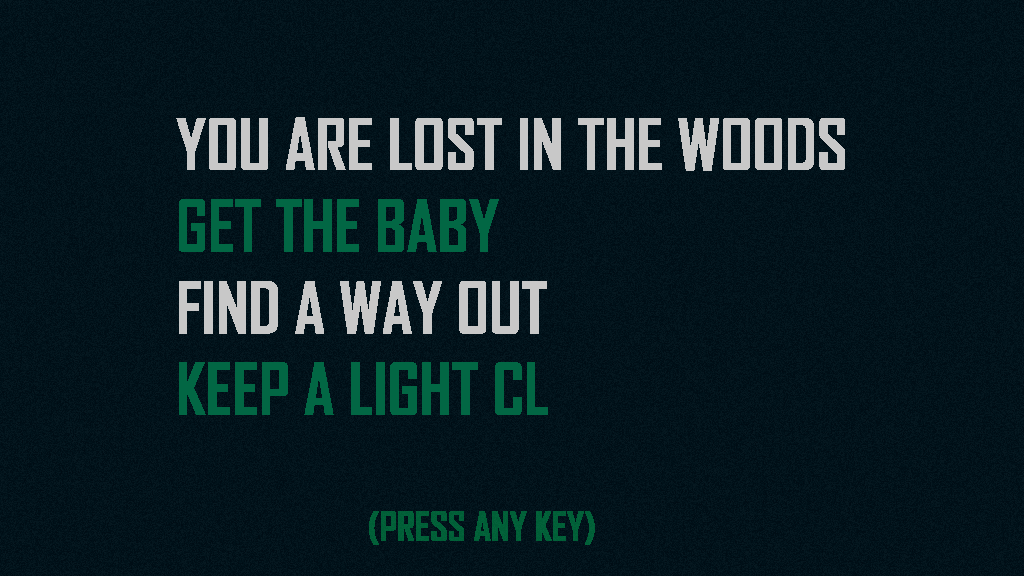 YOU ARE LOST IN THE WOODS
GET THE BABY
FIND A WAY OUT
KEEP A LIGHT CL
(PRESS ANY KEY)